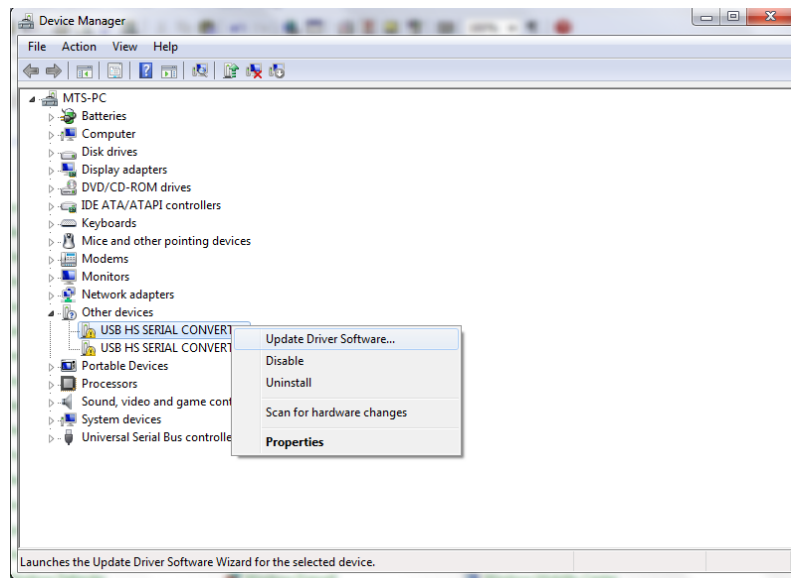 Device Manager
File Action View Help
MTS-PC
Batteries
Computer
Disk drives
Display adapters
DVD/CD-ROM drives
IDE ATA/ATAPI controllers
Keyboards
Mice and other pointing devices
Modems
Monitors
Network adapters
Other devices
USB HS SERIAL CONVERT
USB HS SERIAL CONVERT
Portable Devices
Processors
Sound, video and game cont
System devices
Universal Serial Bus controlle
Update Driver Software...
Disable
Uninstall
Scan for hardware changes
Properties
Launches the Update Driver Software Wizard for the selected device.